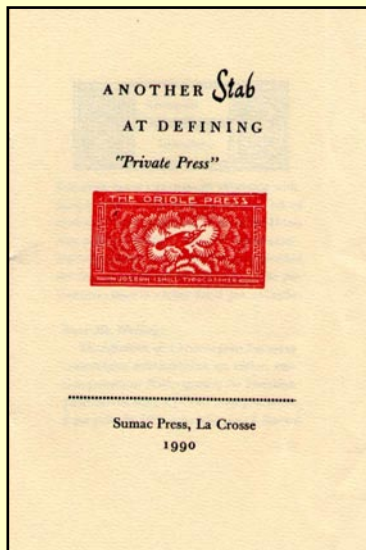 ANOTHER Stab
AT DEFINING
"Private Press"
THE ORIOLE PRESS
JOSEPH ISHILL: TYPOGRAPHER
Sumac Press, La Crosse
1990